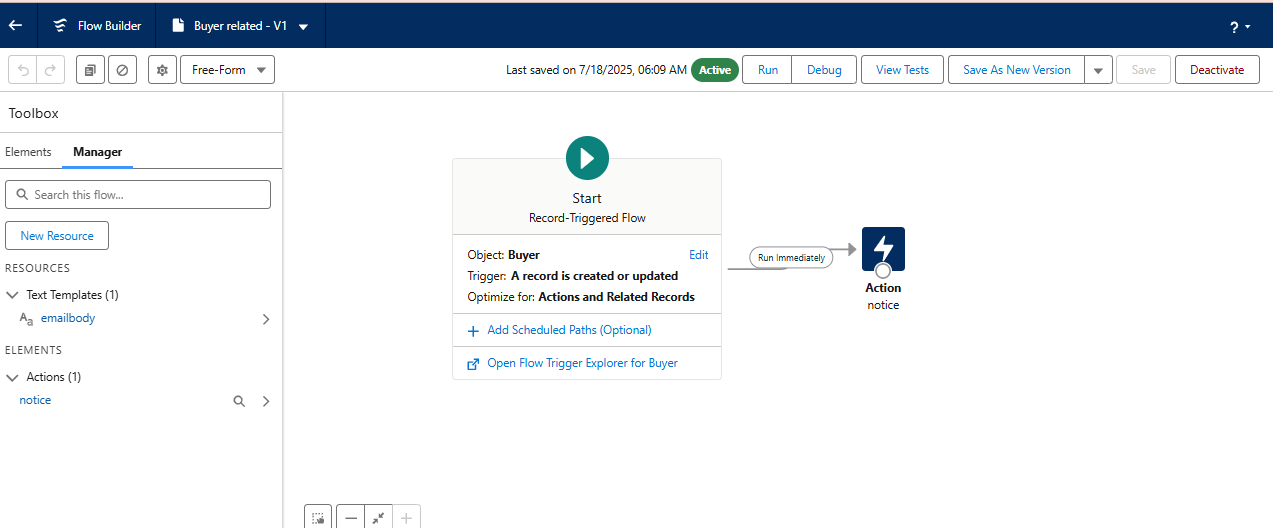 Flow Builder
Buyer related - V1
?
Free-Form
Last saved on 7/18/2025, 06:09 AM
Active
Run
Debug
View Tests
Save As New Version
Save
Deactivate
Toolbox
Elements
Manager
Search this flow...
New Resource
RESOURCES
Text Templates (1)
Aa emailbody
ELEMENTS
Actions (1)
notice
Start
Record-Triggered Flow
Object: Buyer
Edit
Trigger: A record is created or updated
Optimize for: Actions and Related Records
Add Scheduled Paths (Optional)
Open Flow Trigger Explorer for Buyer
Run Immediately
Action
notice